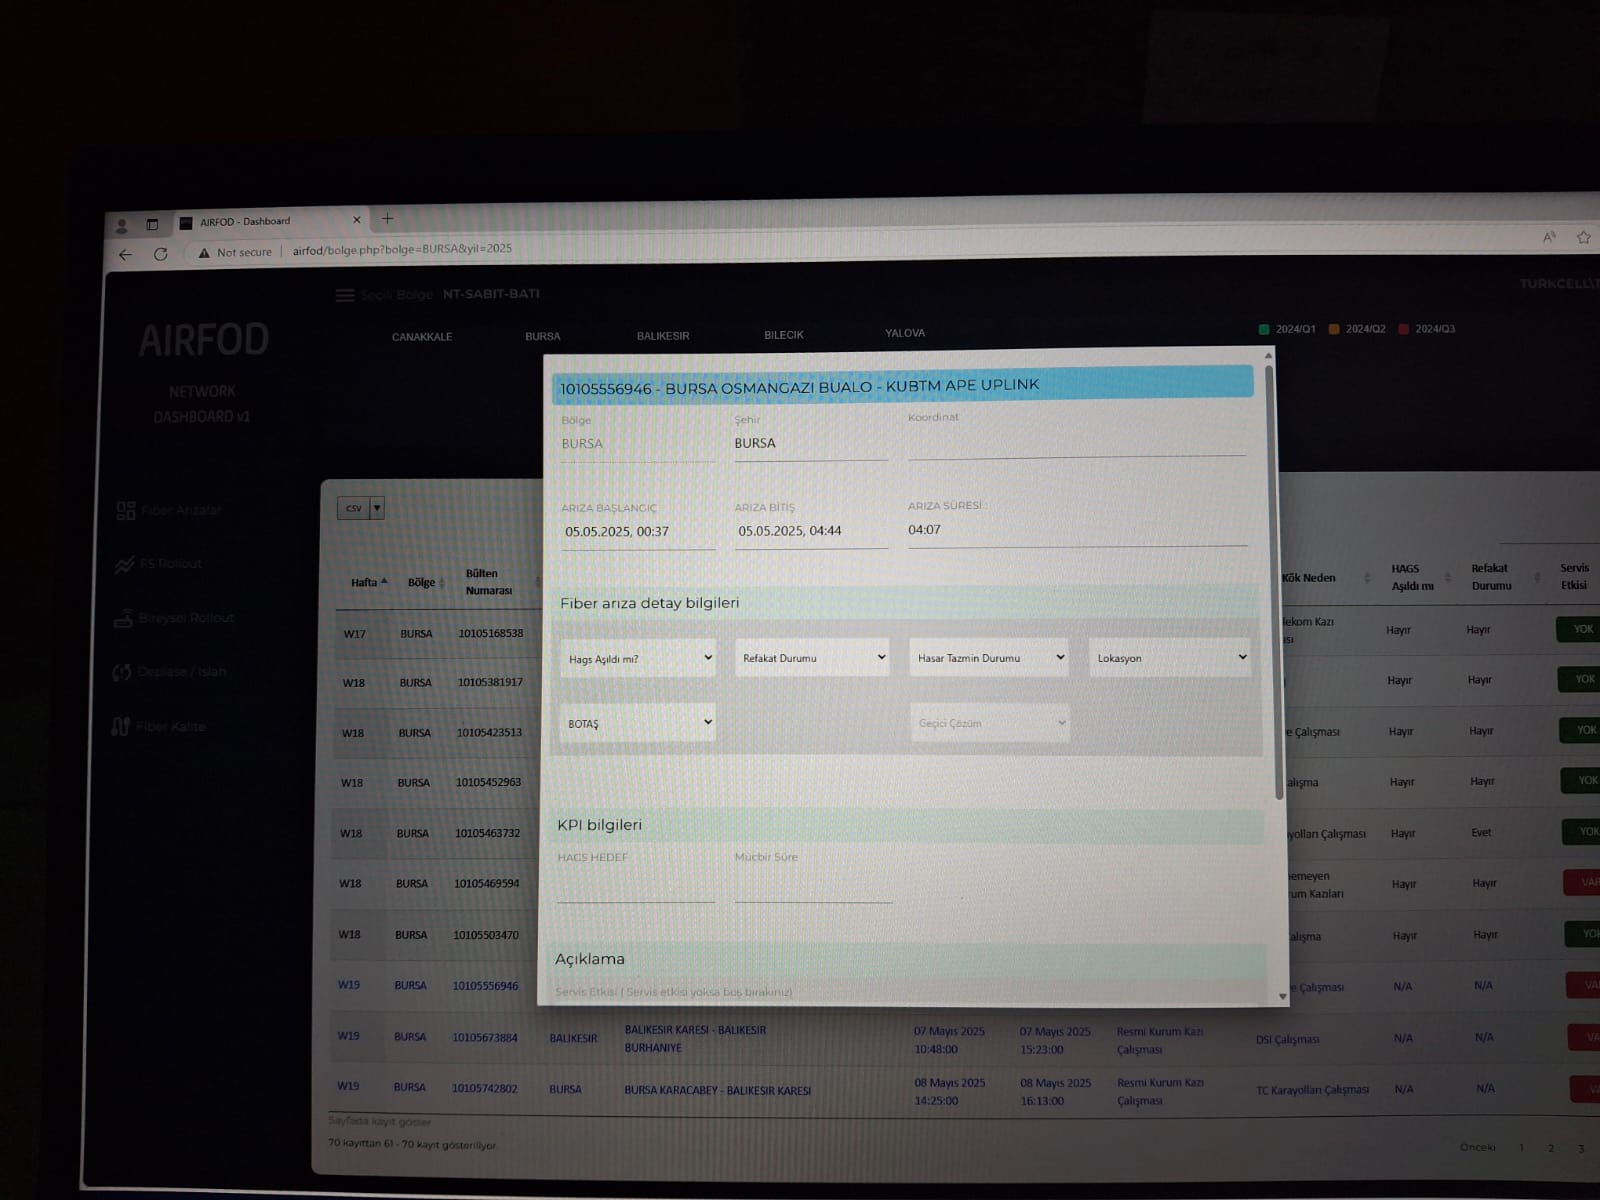 AIRFOD - Dashboard
Not secure
airfod/bolge.php?bolge=BURSA&yil=2025
Seçili Bölge NT-SABIT-BATI
TURKCELL\T
AIRFOD
NETWORK
DASHBOARD v1
CANAKKALE BURSA BALIKESIR BILECIK YALOVA
2024/Q1 2024/Q2 2024/Q3
Fiber Arızalar
FS Rollout
Bireysel Rollout
Deplase / Islah
Fiber Kalite
10105556946 - BURSA OSMANGAZI BUALO - KUBTM APE UPLINK
Bölge Şehir Koordinat
BURSA BURSA
ARIZA BAŞLANGIÇ ARIZA BİTİŞ ARIZA SÜRESİ :
05.05.2025, 00:37 05.05.2025, 04:44 04:07
Fiber arıza detay bilgileri
Hags Aşıldı mı? Refakat Durumu Hasar Tazmin Durumu Lokasyon
BOTAŞ Geçici Çözüm
KPI bilgileri
HAGS HEDEF Mücbir Süre
Açıklama
Servis Etkisi ( Servis etkisi yoksa boş bırakınız)
CSV
Hafta Bölge Bülten Numarası Kök Neden HAGS Aşıldı mı Refakat Durumu Servis Etkisi
W17 BURSA 10105168538 lekom Kazı Hayır Hayır YOK
W18 BURSA 10105381917 Hayır Hayır YOK
W18 BURSA 10105423513 e Çalışması Hayır Hayır YOK
W18 BURSA 10105452963 alışma Hayır Hayır YOK
W18 BURSA 10105463732 yolları Çalışması Hayır Evet YOK
W18 BURSA 10105469594 emeyen um Kazıları Hayır Hayır VAR
W18 BURSA 10105503470 alışma Hayır Hayır YOK
W19 BURSA 10105556946 e Çalışması N/A N/A VA
W19 BURSA 10105673884 BALIKESIR BALIKESIR KARESI - BALIKESIR BURHANIYE 07 Mayıs 2025 10:48:00 07 Mayıs 2025 15:23:00 Resmi Kurum Kazı Çalışması DSI Çalışması N/A N/A VA
W19 BURSA 10105742802 BURSA BURSA KARACABEY - BALIKESIR KARESI 08 Mayıs 2025 14:25:00 08 Mayıs 2025 16:13:00 Resmi Kurum Kazı Çalışması TC Karayolları Çalışması N/A N/A
Sayfada kayıt göster
70 kayıttan 61 - 70 kayıt gösteriliyor.
Önceki 1 2 3